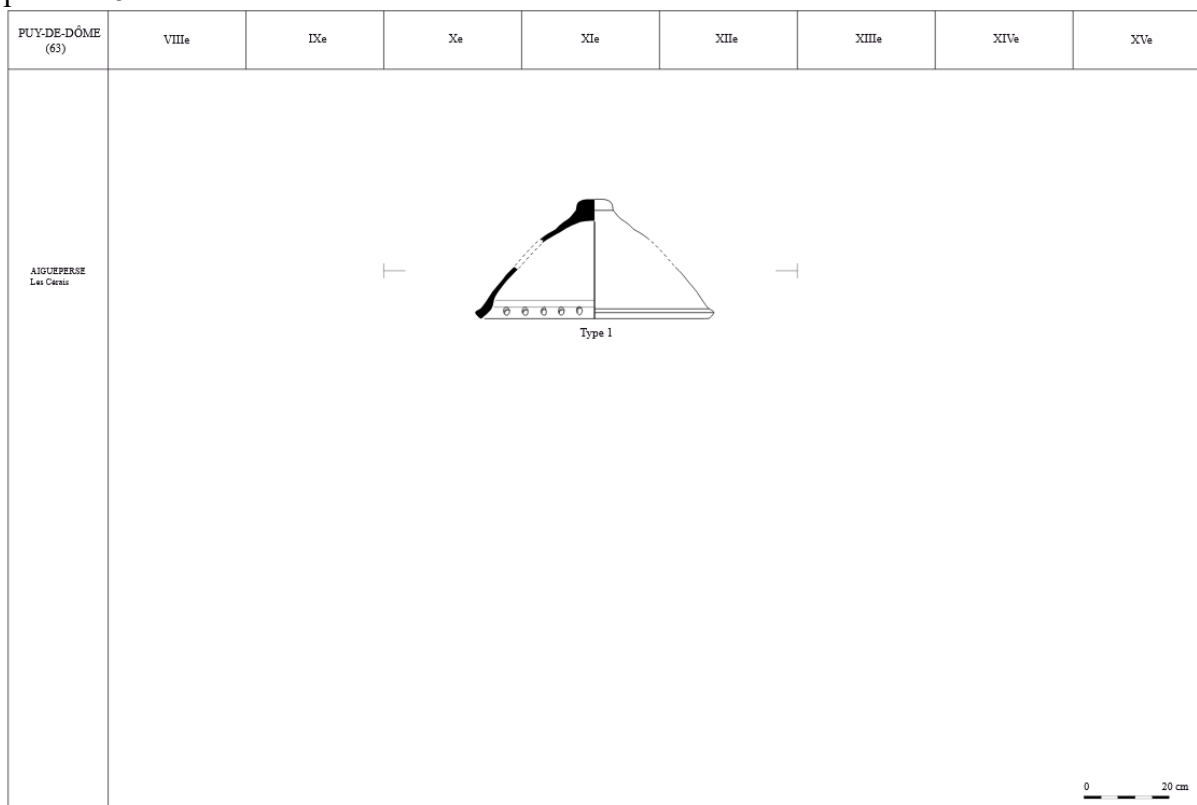 PUY-DE-DÔME
(63)
VIIIe
IXe
Xe
XIe
XIIe
XIIIe
XIVe
XVe
AIGUEPERSE
Les Cerais
Type 1
0 20 cm